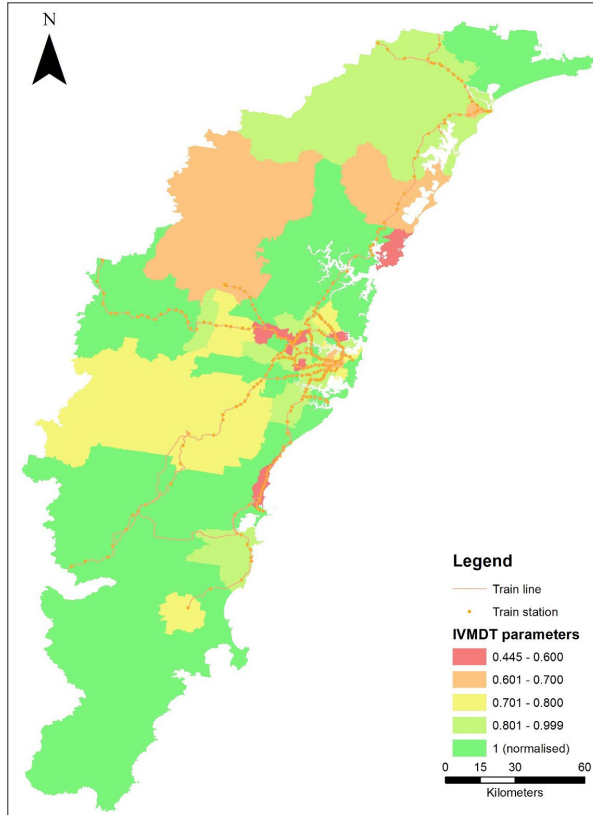 N
Legend
Train line
Train station
IVMDT parameters
0.445 - 0.600
0.601 - 0.700
0.701 - 0.800
0.801 - 0.999
1 (normalised)
0 15 30 60
Kilometers